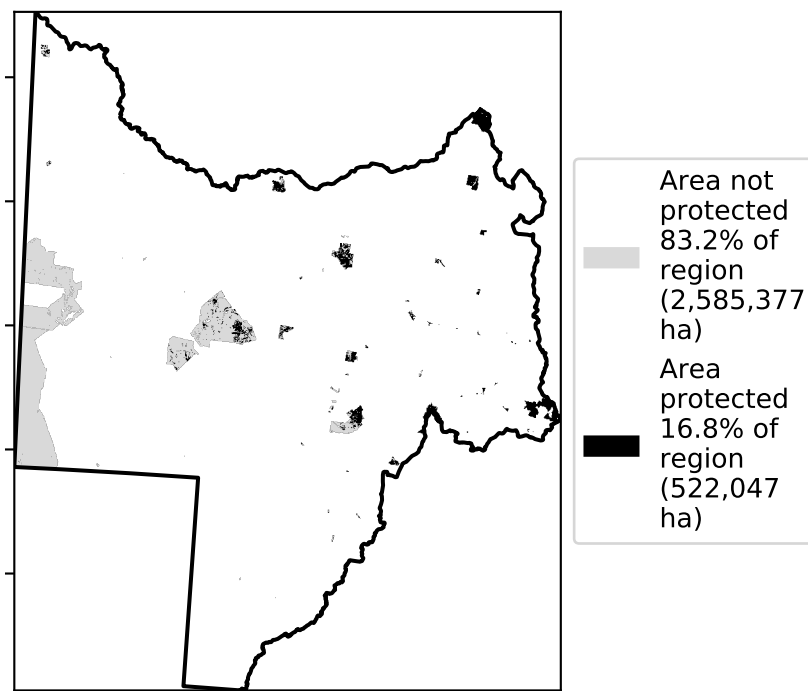 Area not
protected
83.2% of
region
(2,585,377
ha)
Area
protected
16.8% of
region
(522,047
ha)